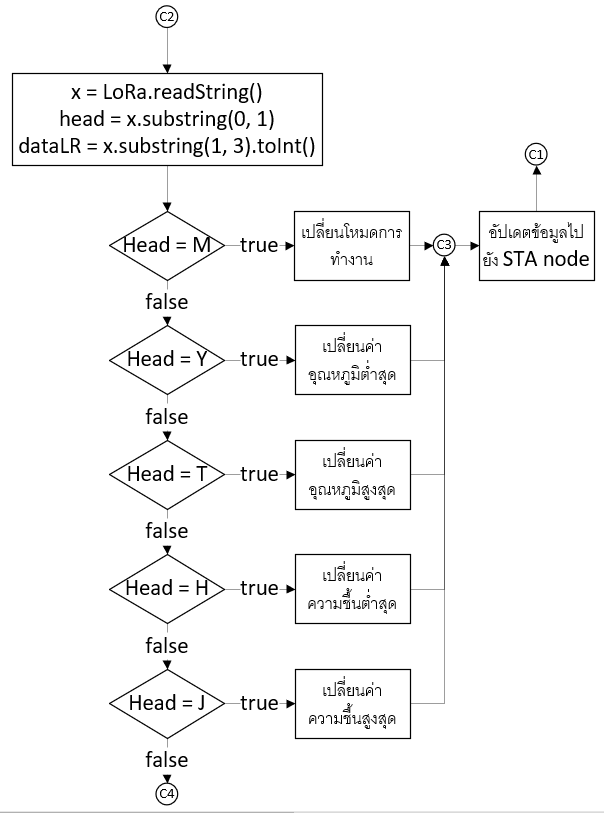 C2
x = LoRa.readString()
head = x.substring(0, 1)
dataLR = x.substring(1, 3).toInt()
C1
Head = M
true
เปลี่ยนโหมดการ
ทำงาน
C3
อัปเดตข้อมูลไป
ยัง STA node
false
Head = Y
true
เปลี่ยนค่า
อุณหภูมิต่ำสุด
false
Head = T
true
เปลี่ยนค่า
อุณหภูมิสูงสุด
false
Head = H
true
เปลี่ยนค่า
ความชื้นต่ำสุด
false
Head = J
true
เปลี่ยนค่า
ความชื้นสูงสุด
false
C4